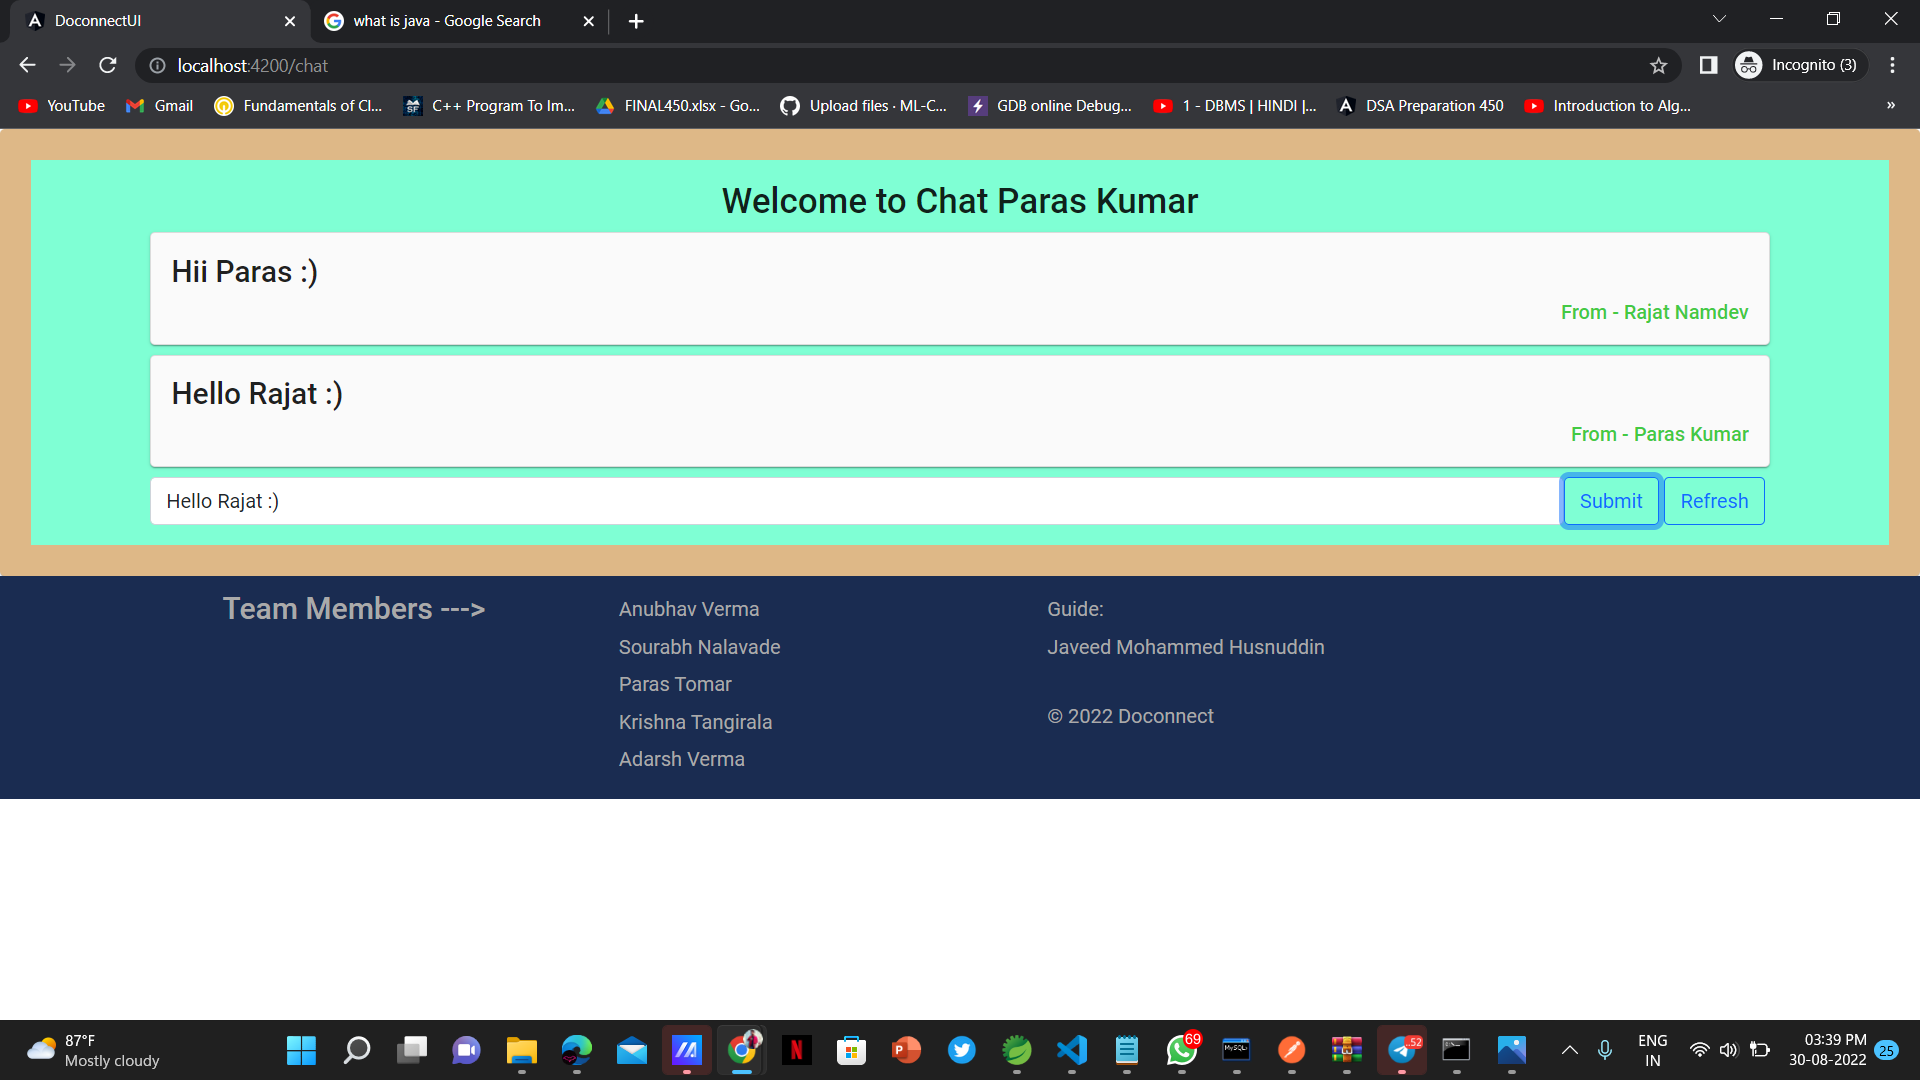 DoconnectUI
what is java - Google Search
localhost:4200/chat
Incognito (3)
YouTube
Gmail
Fundamentals of Cl...
C++ Program To Im...
FINAL450.xlsx - Go...
Upload files · ML-C...
GDB online Debug...
1 - DBMS | HINDI |...
DSA Preparation 450
Introduction to Alg...
»
Welcome to Chat Paras Kumar
Hii Paras :)
From - Rajat Namdev
Hello Rajat :)
From - Paras Kumar
Hello Rajat :)
Submit
Refresh
Team Members --->
Anubhav Verma
Sourabh Nalavade
Paras Tomar
Krishna Tangirala
Adarsh Verma
Guide:
Javeed Mohammed Husnuddin
© 2022 Doconnect
87°F
Mostly cloudy
69
MySQL
..52
ENG
IN
03:39 PM
30-08-2022
25